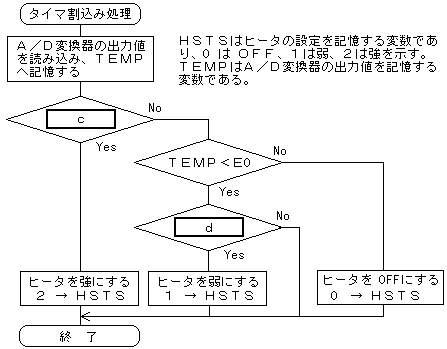 タイマ割込み処理
Ａ／Ｄ変換器の出力値
を読み込み、ＴＥＭＰ
へ記憶する
ＨＳＴＳはヒータの設定を記憶する変数であ
り、０は ＯＦＦ、１は弱、２は強を示す。
ＴＥＭＰはＡ／Ｄ変換器の出力値を記憶する
変数である。
c
No
Yes
ＴＥＭＰ＜E0
No
Yes
d
No
Yes
ヒータを強にする
２ → ＨＳＴＳ
ヒータを弱にする
１ → ＨＳＴＳ
ヒータを OFFにする
０ → ＨＳＴＳ
終 了